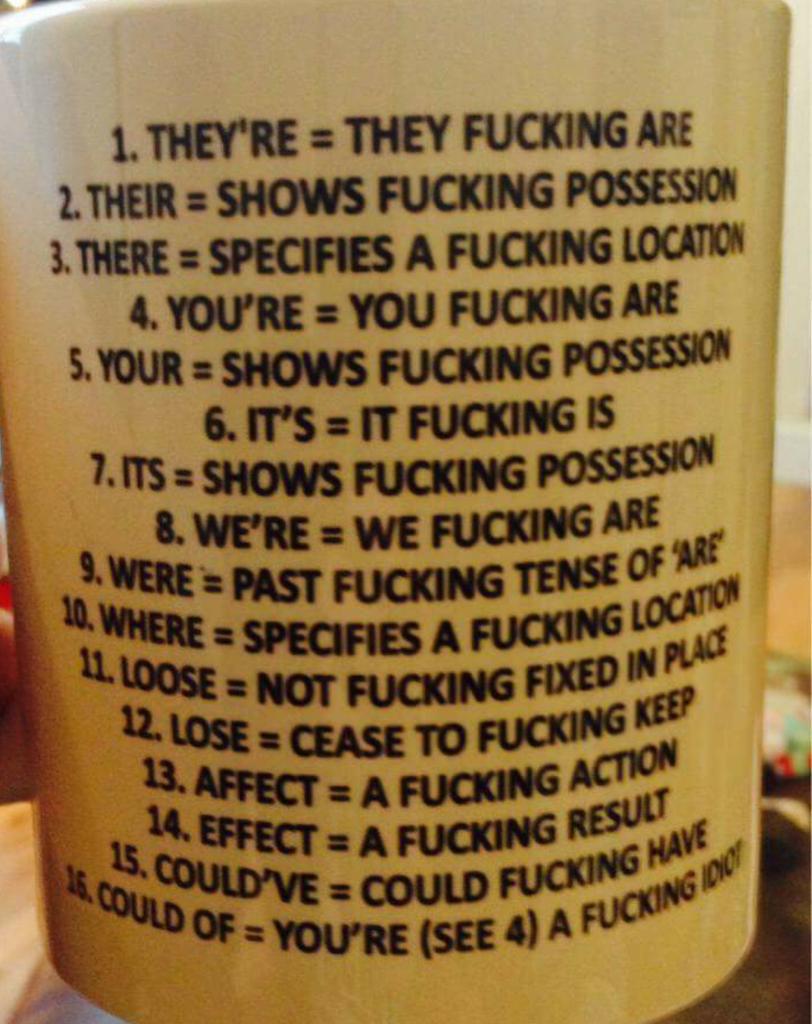 1. THEY'RE = THEY FUCKING ARE
2. THEIR = SHOWS FUCKING POSSESSION
3. THERE = SPECIFIES A FUCKING LOCATION
4. YOU'RE = YOU FUCKING ARE
5. YOUR = SHOWS FUCKING POSSESSION
6. IT'S = IT FUCKING IS
7. ITS = SHOWS FUCKING POSSESSION
8. WE'RE = WE FUCKING ARE
9. WERE = PAST FUCKING TENSE OF 'ARE'
10. WHERE = SPECIFIES A FUCKING LOCATION
11. LOOSE = NOT FUCKING FIXED IN PLACE
12. LOSE = CEASE TO FUCKING KEEP
13. AFFECT = A FUCKING ACTION
14. EFFECT = A FUCKING RESULT
15. COULD'VE = COULD FUCKING HAVE
16. COULD OF = YOU'RE (SEE 4) A FUCKING IDIOT